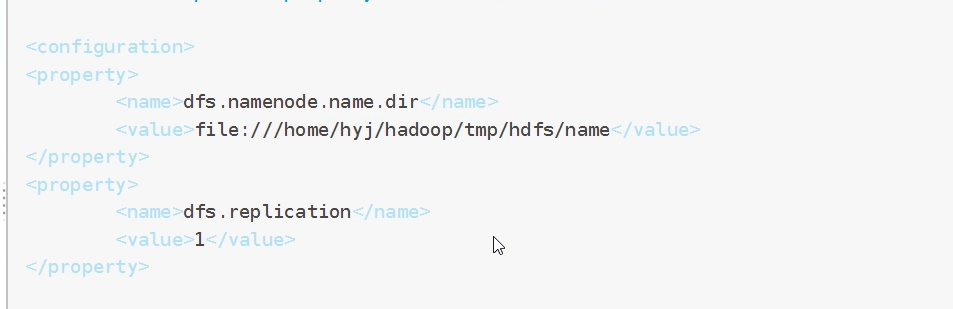 <configuration>
<property>
<name>dfs.namenode.name.dir</name>
<value>file:///home/hyj/hadoop/tmp/hdfs/name</value>
</property>
<property>
<name>dfs.replication</name>
<value>1</value>
</property>